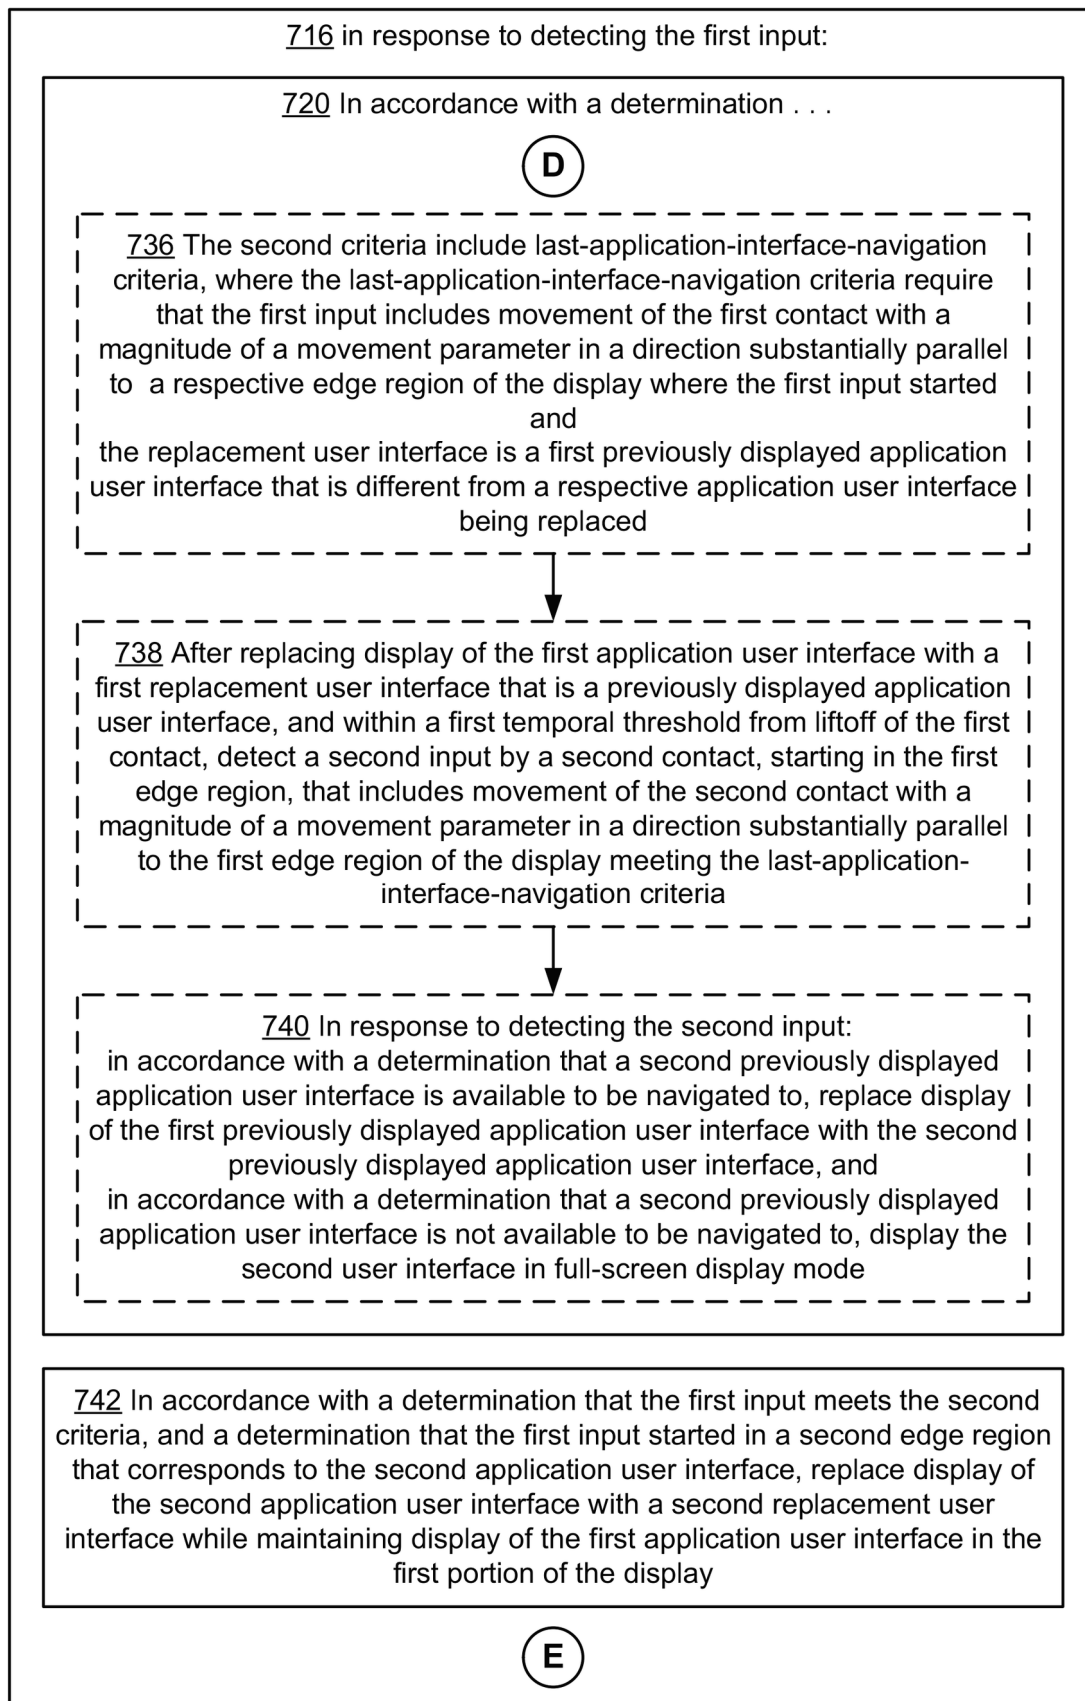 716 in response to detecting the first input:
720 In accordance with a determination . . .
D
736 The second criteria include last-application-interface-navigation
criteria, where the last-application-interface-navigation criteria require
that the first input includes movement of the first contact with a
magnitude of a movement parameter in a direction substantially parallel
to a respective edge region of the display where the first input started
and
the replacement user interface is a first previously displayed application
user interface that is different from a respective application user interface
being replaced
738 After replacing display of the first application user interface with a
first replacement user interface that is a previously displayed application
user interface, and within a first temporal threshold from liftoff of the first
contact, detect a second input by a second contact, starting in the first
edge region, that includes movement of the second contact with a
magnitude of a movement parameter in a direction substantially parallel
to the first edge region of the display meeting the last-application-
interface-navigation criteria
740 In response to detecting the second input:
in accordance with a determination that a second previously displayed
application user interface is available to be navigated to, replace display
of the first previously displayed application user interface with the second
previously displayed application user interface, and
in accordance with a determination that a second previously displayed
application user interface is not available to be navigated to, display the
second user interface in full-screen display mode
742 In accordance with a determination that the first input meets the second
criteria, and a determination that the first input started in a second edge region
that corresponds to the second application user interface, replace display of
the second application user interface with a second replacement user
interface while maintaining display of the first application user interface in the
first portion of the display
E